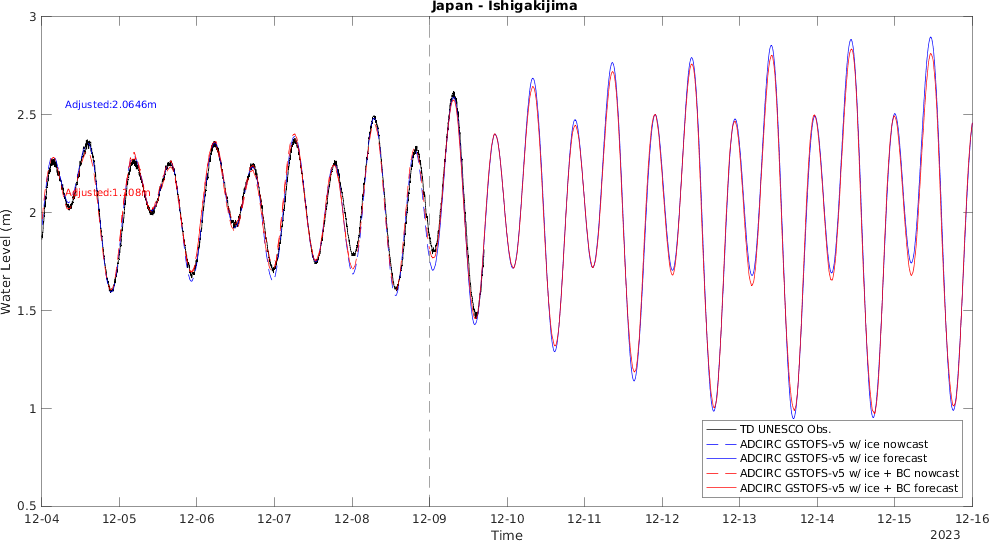 Japan - Ishigakijima
3
2.5
2
1.5
1
0.5
Water Level (m)
Adjusted:2.0646m
Adjusted:1.108m
TD UNESCO Obs.
ADCIRC GSTOFS-v5 w/ ice nowcast
ADCIRC GSTOFS-v5 w/ ice forecast
ADCIRC GSTOFS-v5 w/ ice + BC nowcast
ADCIRC GSTOFS-v5 w/ ice + BC forecast
12-04 12-05 12-06 12-07 12-08 12-09 12-10 12-11 12-12 12-13 12-14 12-15 12-16
Time
2023